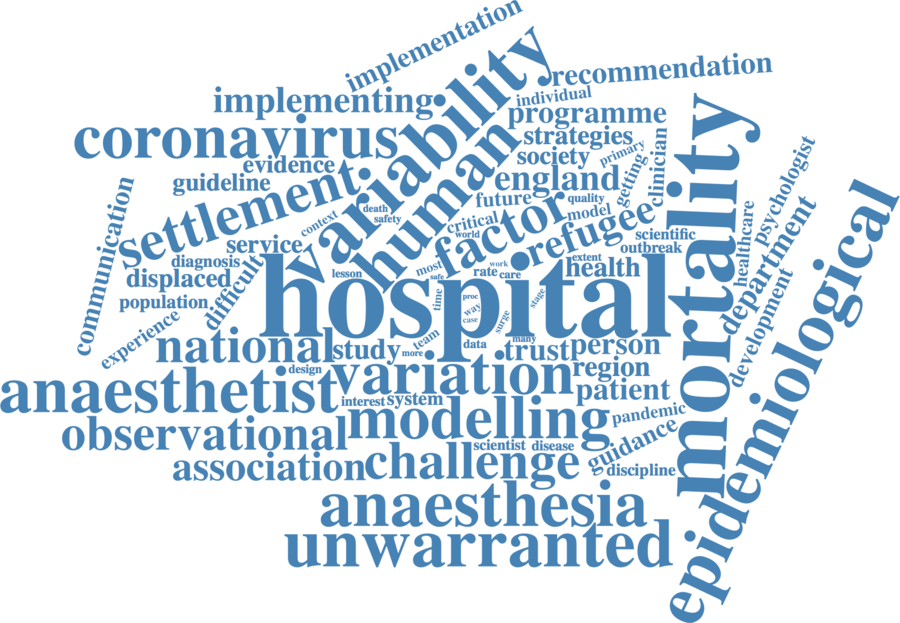 implementation
recommendation
implementing
individual
variability
programme
coronavirus
strategies
human
society
primary
evidence
clinician
getting
mortality
guideline
england
psychologist
settlement
future
quality
factor
death
safety
context
critical
model
refugee
world
scientific
communication
service
outbreak
healthcare
department
diagnosis
difficult
displaced
lesson
most
safe
work
rate
care
extent
health
epidemiological
population
hospital
time
proc
way
case
surge
stage
development
experience
national
study
more
team
data
many
trust
person
design
variation
region
anaesthetist
interest
system
patient
modelling
pandemic
observational
scientist
disease
guidance
association
challenge
discipline
anaesthesia
unwarranted